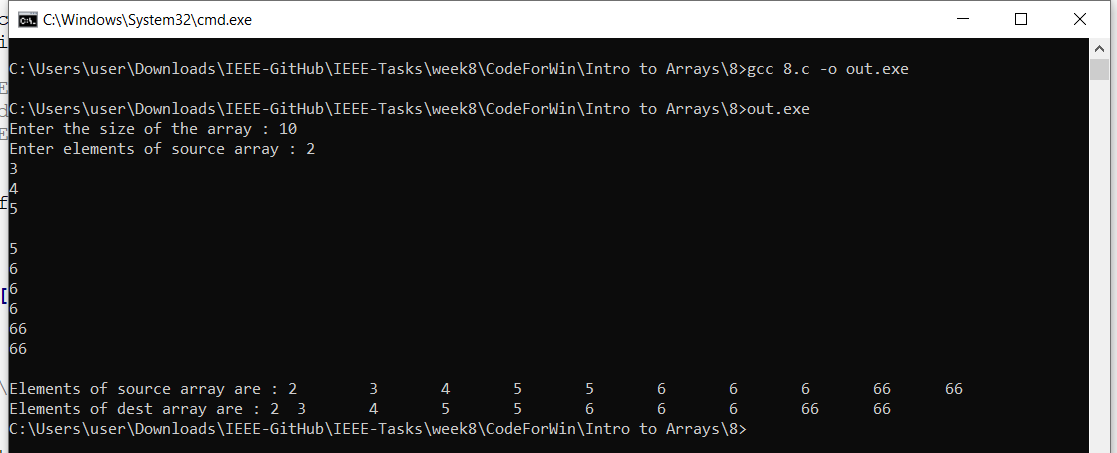 C:\Windows\System32\cmd.exe
C:\Users\user\Downloads\IEEE-GitHub\IEEE-Tasks\week8\CodeForWin\Intro to Arrays\8>gcc 8.c -o out.exe
C:\Users\user\Downloads\IEEE-GitHub\IEEE-Tasks\week8\CodeForWin\Intro to Arrays\8>out.exe
Enter the size of the array : 10
Enter elements of source array : 2
3
4
5
5
6
6
6
66
66
Elements of source array are : 2 3 4 5 5 6 6 6 66 66
Elements of dest array are : 2 3 4 5 5 6 6 6 66 66
C:\Users\user\Downloads\IEEE-GitHub\IEEE-Tasks\week8\CodeForWin\Intro to Arrays\8>